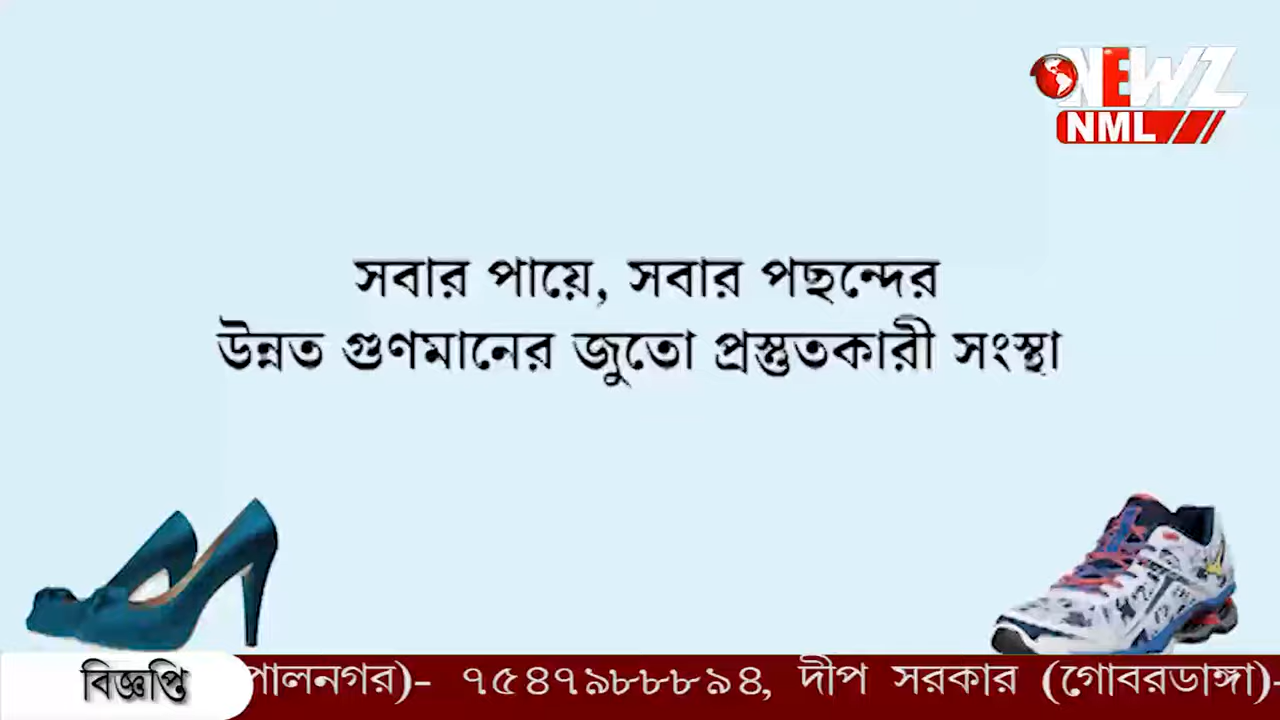 NEWZ
NML
সবার পায়ে, সবার পছন্দের
উন্নত গুণমানের জুতো প্রস্তুতকারী সংস্থা
বিজ্ঞপ্তি
পালনগর)- ৭৫৪৭৯৮৮৮৯৪, দীপ সরকার (গোবরডাঙ্গা)-